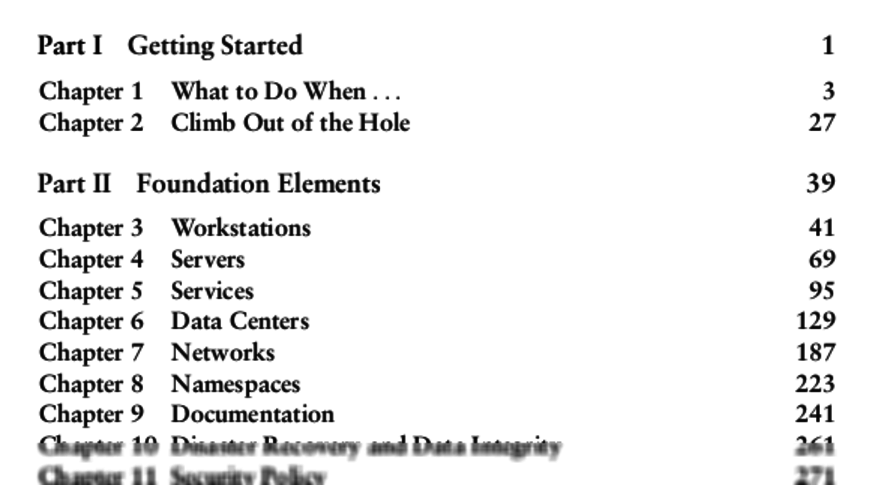 Part I Getting Started 1
Chapter 1 What to Do When . . . 3
Chapter 2 Climb Out of the Hole 27
Part II Foundation Elements 39
Chapter 3 Workstations 41
Chapter 4 Servers 69
Chapter 5 Services 95
Chapter 6 Data Centers 129
Chapter 7 Networks 187
Chapter 8 Namespaces 223
Chapter 9 Documentation 241
Chapter 10 Disaster Recovery and Data Integrity 261
Chapter 11 Security Policy 271